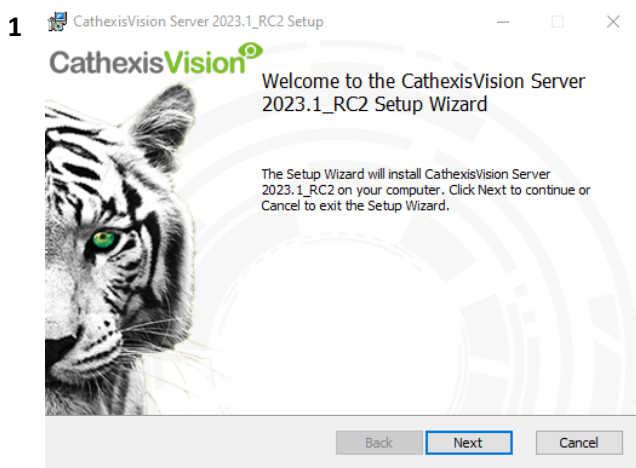 1
CathexisVision Server 2023.1_RC2 Setup
CathexisVision
Welcome to the CathexisVision Server
2023.1_RC2 Setup Wizard
The Setup Wizard will install CathexisVision Server
2023.1_RC2 on your computer. Click Next to continue or
Cancel to exit the Setup Wizard.
Back Next Cancel